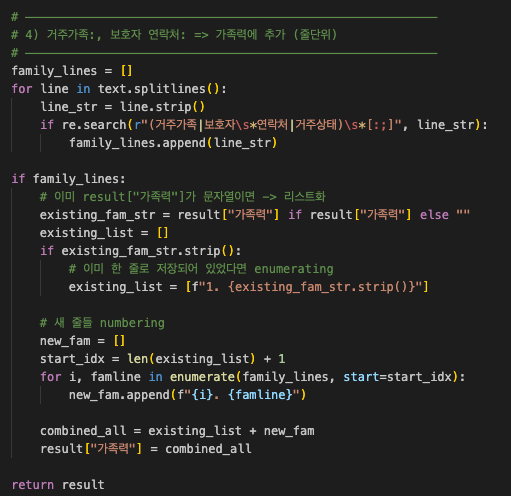 # ──────────────────────────────────────────────────
# 4) 거주가족:, 보호자 연락처: => 가족력에 추가 (줄단위)
# ──────────────────────────────────────────────────
family_lines = []
for line in text.splitlines():
    line_str = line.strip()
    if re.search(r"(거주가족|보호자\s*연락처|거주상태)\s*[:;]", line_str):
        family_lines.append(line_str)

if family_lines:
    # 이미 result["가족력"]가 문자열이면 -> 리스트화
    existing_fam_str = result["가족력"] if result["가족력"] else ""
    existing_list = []
    if existing_fam_str.strip():
        # 이미 한 줄로 저장되어 있었다면 enumerating
        existing_list = [f"1. {existing_fam_str.strip()}"]

    # 새 줄들 numbering
    new_fam = []
    start_idx = len(existing_list) + 1
    for i, famline in enumerate(family_lines, start=start_idx):
        new_fam.append(f"{i}. {famline}")

    combined_all = existing_list + new_fam
    result["가족력"] = combined_all

return result